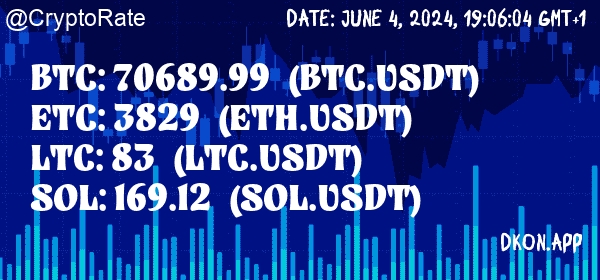 @CryptoRate
DATE: JUNE 4, 2024, 19:06:04 GMT+1
BTC: 70689.99 (BTC.USDT)
ETC: 3829 (ETH.USDT)
LTC: 83 (LTC.USDT)
SOL: 169.12 (SOL.USDT)
DKON.APP